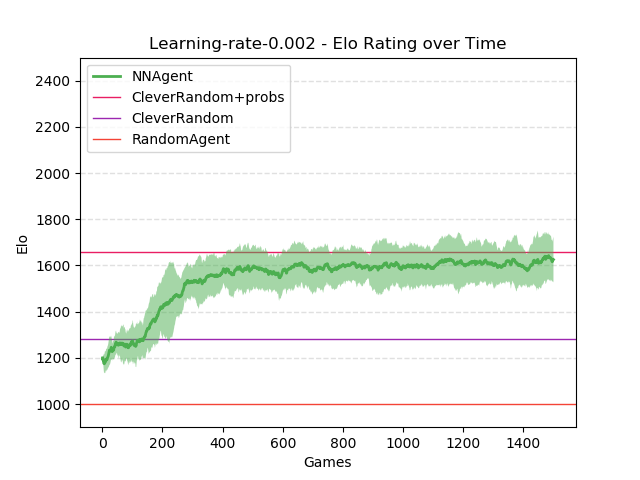 Learning-rate-0.002 - Elo Rating over Time
NNAgent
CleverRandom+probs
CleverRandom
RandomAgent
2400
2200
2000
1800
1600
1400
1200
1000
Elo
0 200 400 600 800 1000 1200 1400
Games